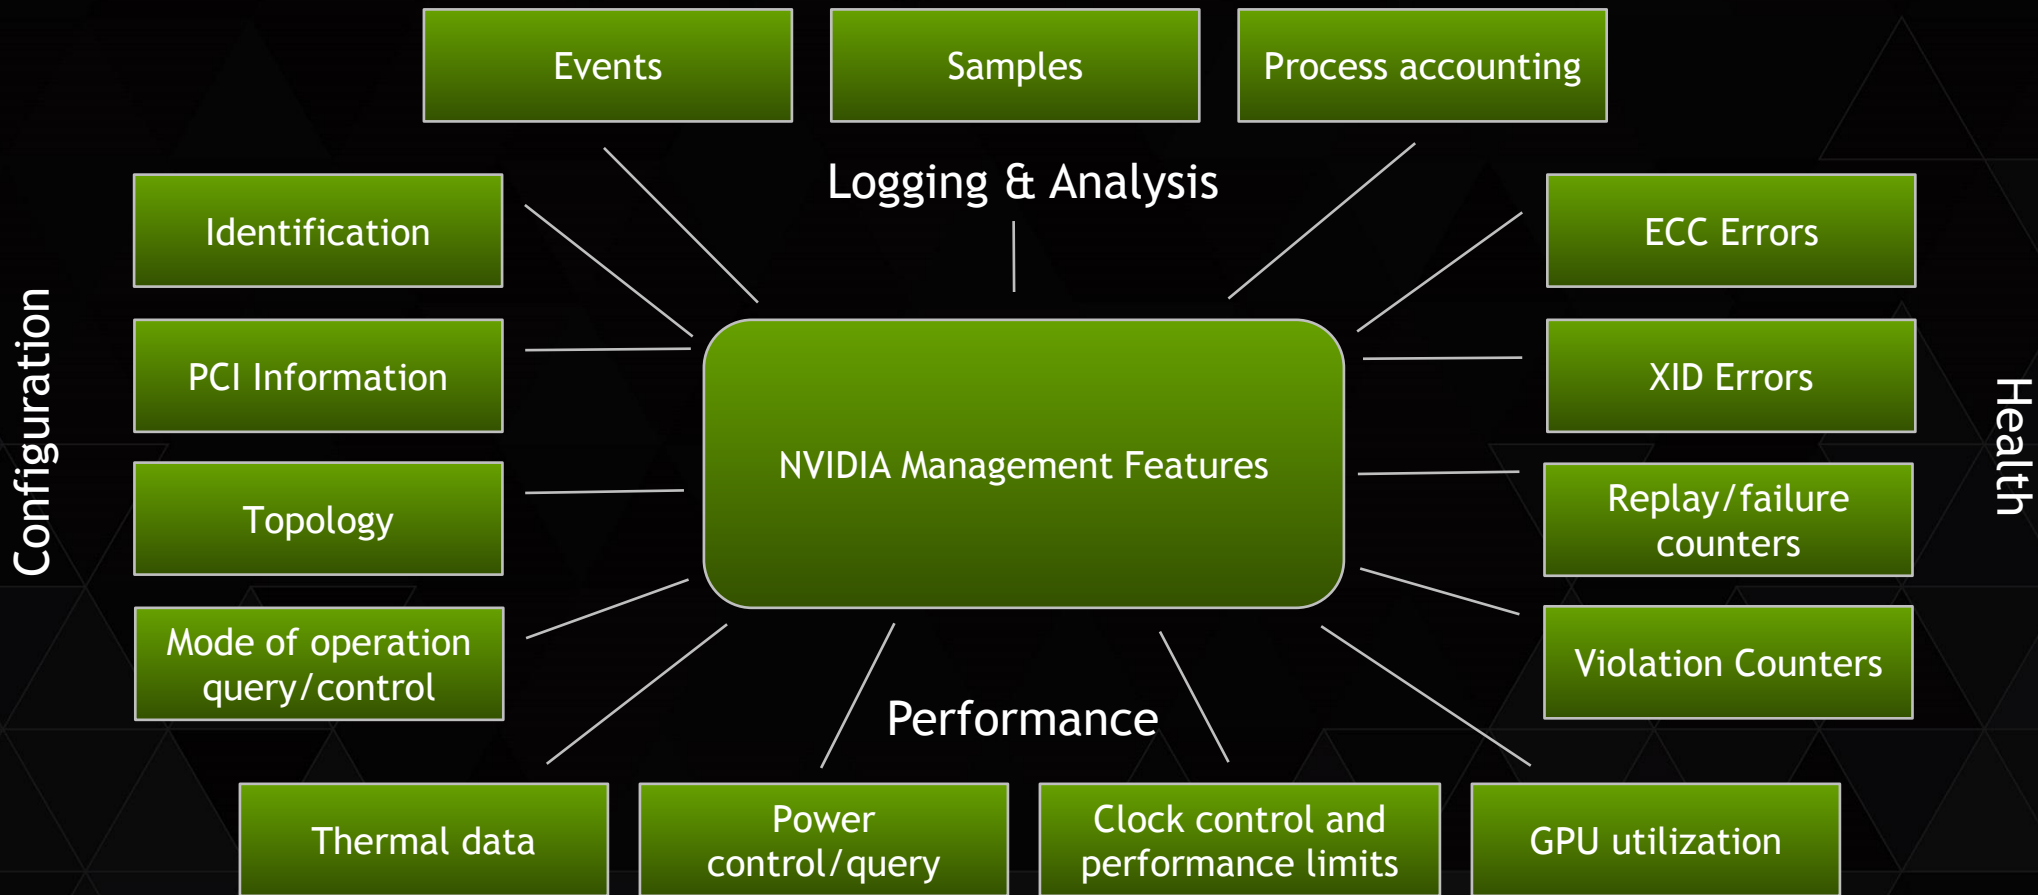 Events
Samples
Process accounting
Logging & Analysis
Configuration
Identification
PCI Information
Topology
Mode of operation
query/control
NVIDIA Management Features
ECC Errors
XID Errors
Replay/failure
counters
Violation Counters
Health
Performance
Thermal data
Power
control/query
Clock control and
performance limits
GPU utilization